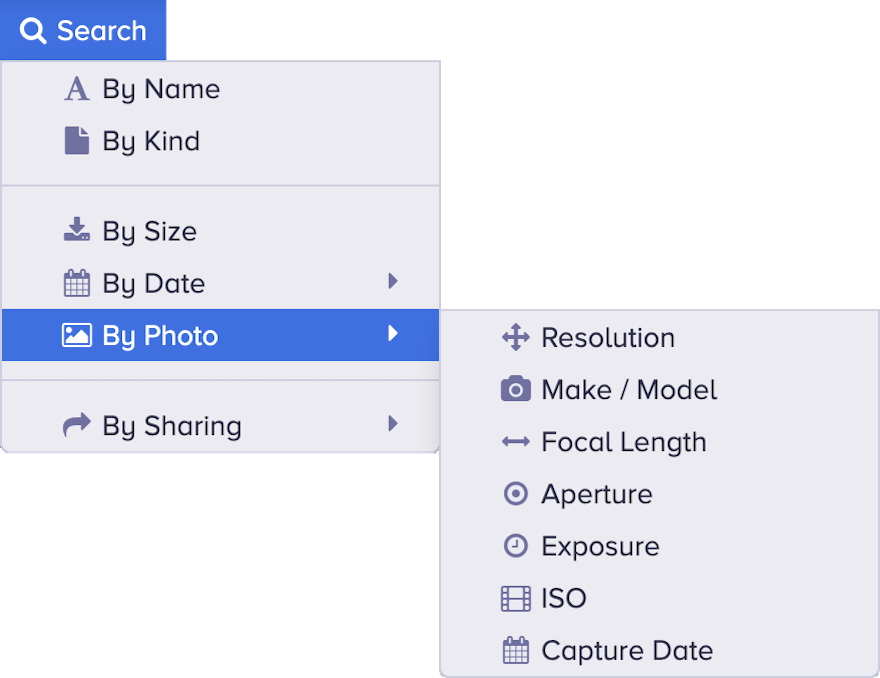 Search
By Name
By Kind
By Size
By Date
By Photo
By Sharing
Resolution
Make / Model
Focal Length
Aperture
Exposure
ISO
Capture Date